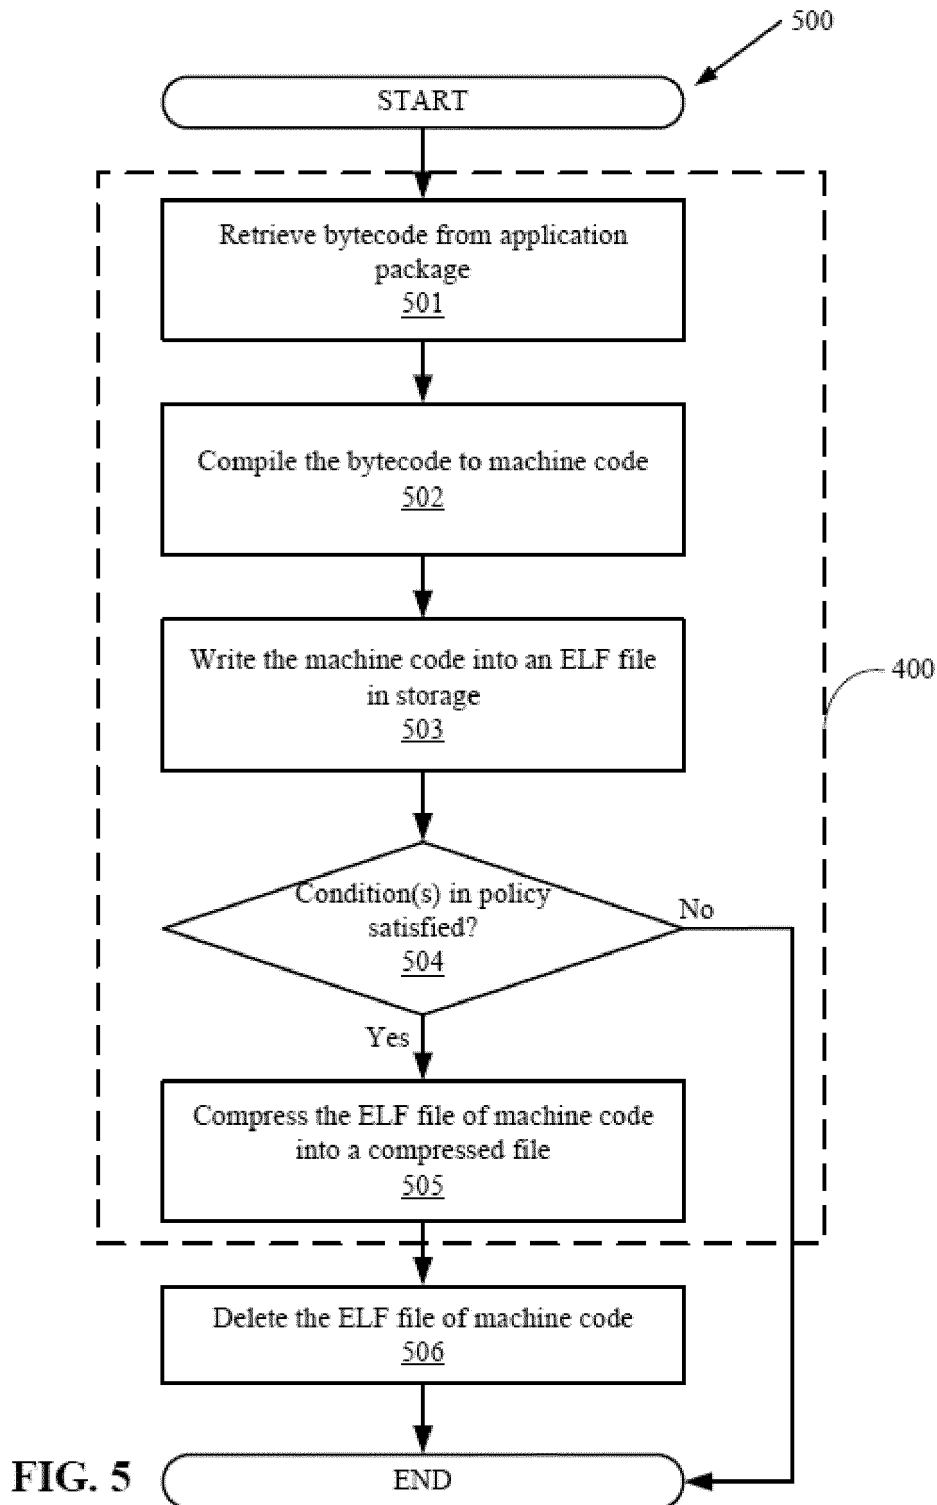 500
START
Retrieve bytecode from application
package
501
Compile the bytecode to machine code
502
Write the machine code into an ELF file
in storage
503
400
Condition(s) in policy
satisfied?
504
No
Yes
Compress the ELF file of machine code
into a compressed file
505
Delete the ELF file of machine code
506
END
FIG. 5